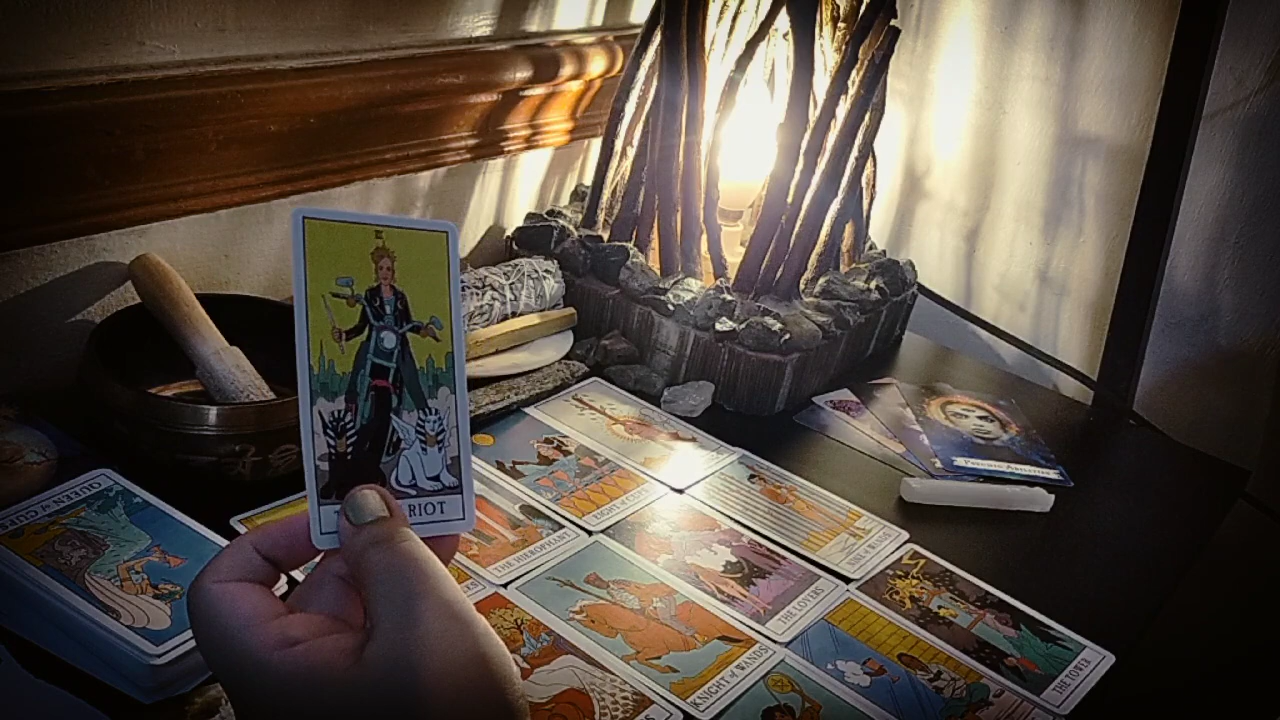 RIOT
QUEEN of CUPS
EIGHT of CUPS
THE HIEROPHANT
THE LOVERS
KNIGHT of WANDS
THE TOWER
PSYCHIC ABILITIES